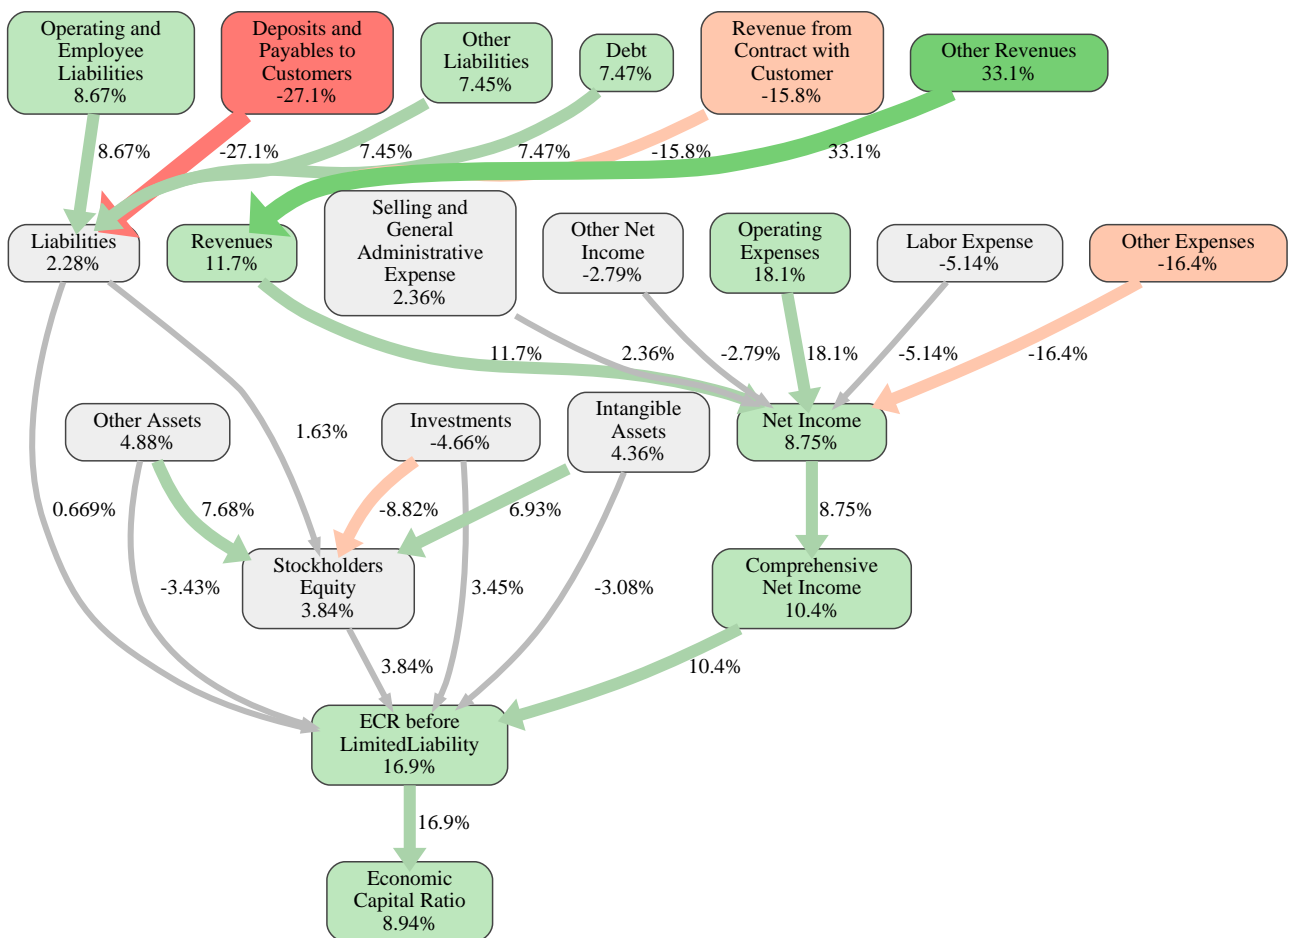 Operating and
Employee
Liabilities
8.67%
Deposits and
Payables to
Customers
-27.1%
Other
Liabilities
7.45%
Debt
7.47%
Revenue from
Contract with
Customer
-15.8%
Other Revenues
33.1%
8.67%
-27.1%
7.45%
7.47%
-15.8%
33.1%
Liabilities
2.28%
Revenues
11.7%
Selling and
General
Administrative
Expense
2.36%
Other Net
Income
-2.79%
Operating
Expenses
18.1%
Labor Expense
-5.14%
Other Expenses
-16.4%
11.7%
2.36%
-2.79%
18.1%
-5.14%
-16.4%
Other Assets
4.88%
1.63%
Investments
-4.66%
Intangible
Assets
4.36%
Net Income
8.75%
0.669%
7.68%
-8.82%
6.93%
8.75%
Stockholders
Equity
3.84%
Comprehensive
Net Income
10.4%
-3.43%
3.45%
-3.08%
3.84%
10.4%
ECR before
LimitedLiability
16.9%
16.9%
Economic
Capital Ratio
8.94%